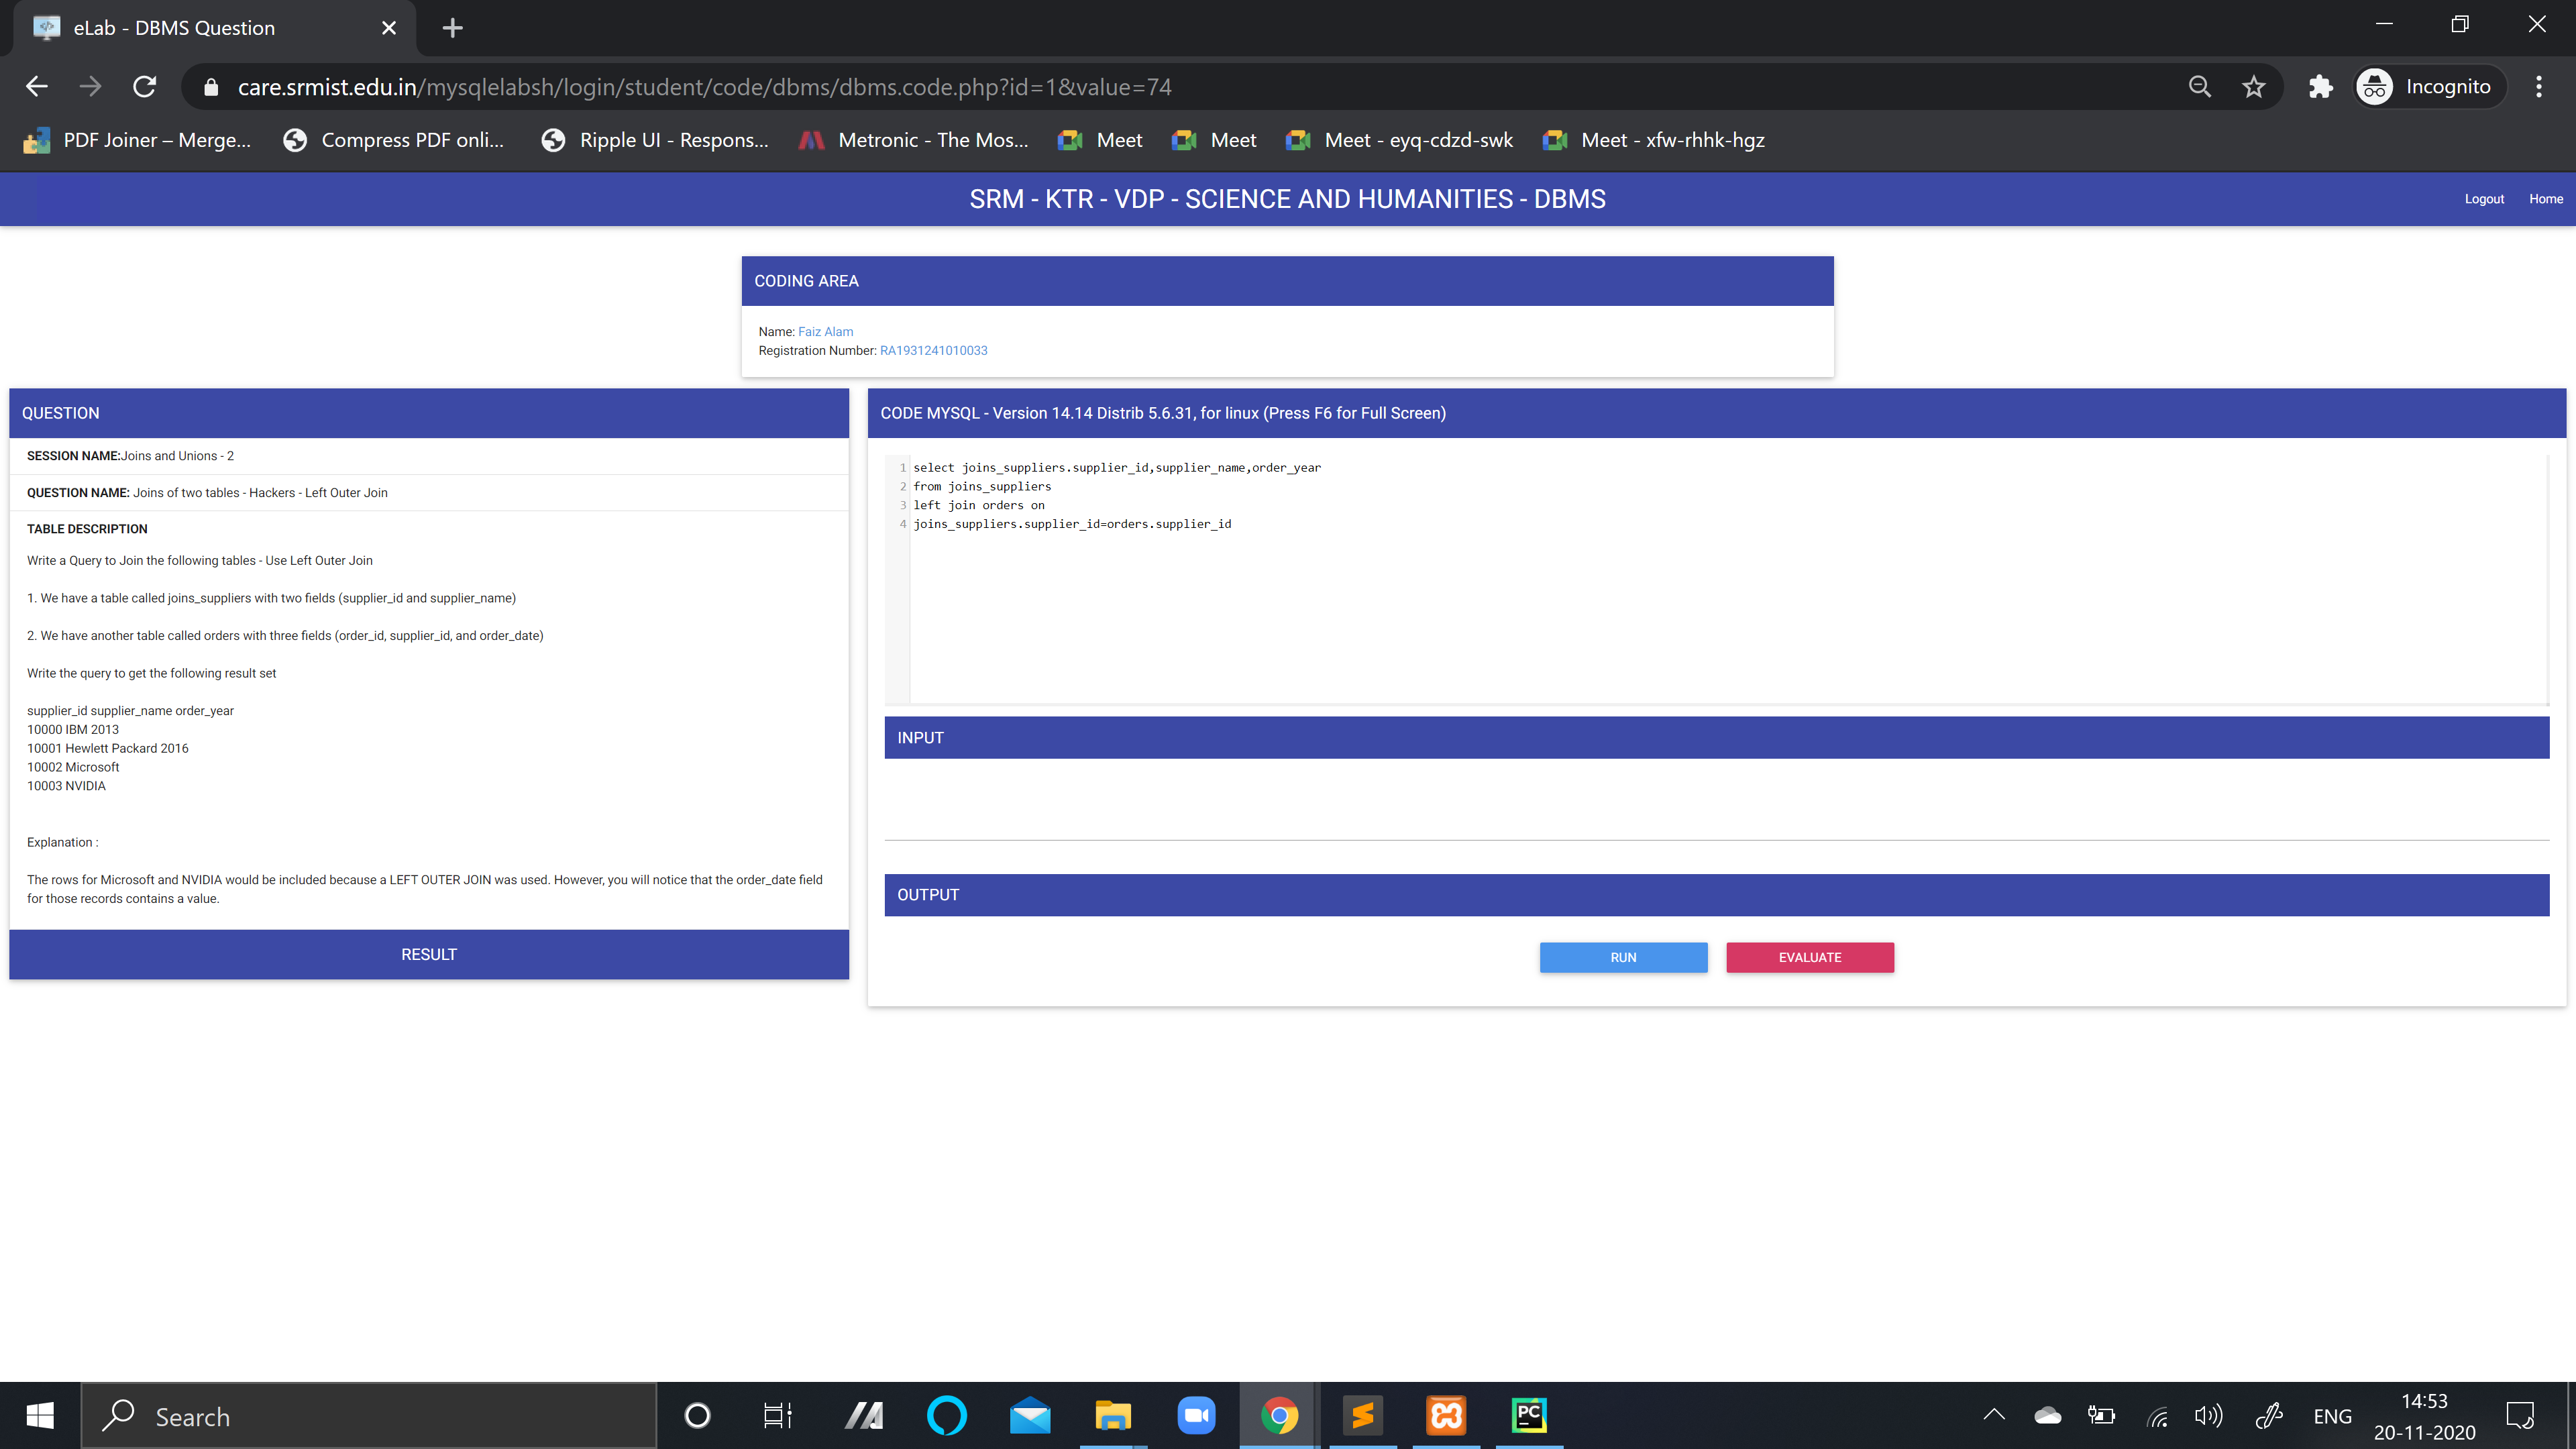 eLab - DBMS Question
care.srmist.edu.in/mysqlelabsh/login/student/code/dbms/dbms.code.php?id=1&value=74
Incognito
PDF Joiner – Merge...
Compress PDF onli...
Ripple UI - Respons...
Metronic - The Mos...
Meet
Meet
Meet - eyq-cdzd-swk
Meet - xfw-rhhk-hgz
SRM - KTR - VDP - SCIENCE AND HUMANITIES - DBMS
Logout
Home
CODING AREA
Name: Faiz Alam
Registration Number: RA1931241010033
QUESTION
SESSION NAME:Joins and Unions - 2
QUESTION NAME: Joins of two tables - Hackers - Left Outer Join
TABLE DESCRIPTION
Write a Query to Join the following tables - Use Left Outer Join
1. We have a table called joins_suppliers with two fields (supplier_id and supplier_name)
2. We have another table called orders with three fields (order_id, supplier_id, and order_date)
Write the query to get the following result set
supplier_id supplier_name order_year
10000 IBM 2013
10001 Hewlett Packard 2016
10002 Microsoft
10003 NVIDIA
Explanation :
The rows for Microsoft and NVIDIA would be included because a LEFT OUTER JOIN was used. However, you will notice that the order_date field
for those records contains a value.
RESULT
CODE MYSQL - Version 14.14 Distrib 5.6.31, for linux (Press F6 for Full Screen)
1 select joins_suppliers.supplier_id,supplier_name,order_year
2 from joins_suppliers
3 left join orders on
4 joins_suppliers.supplier_id=orders.supplier_id
INPUT
OUTPUT
RUN
EVALUATE
Search
PC
ENG
14:53
20-11-2020